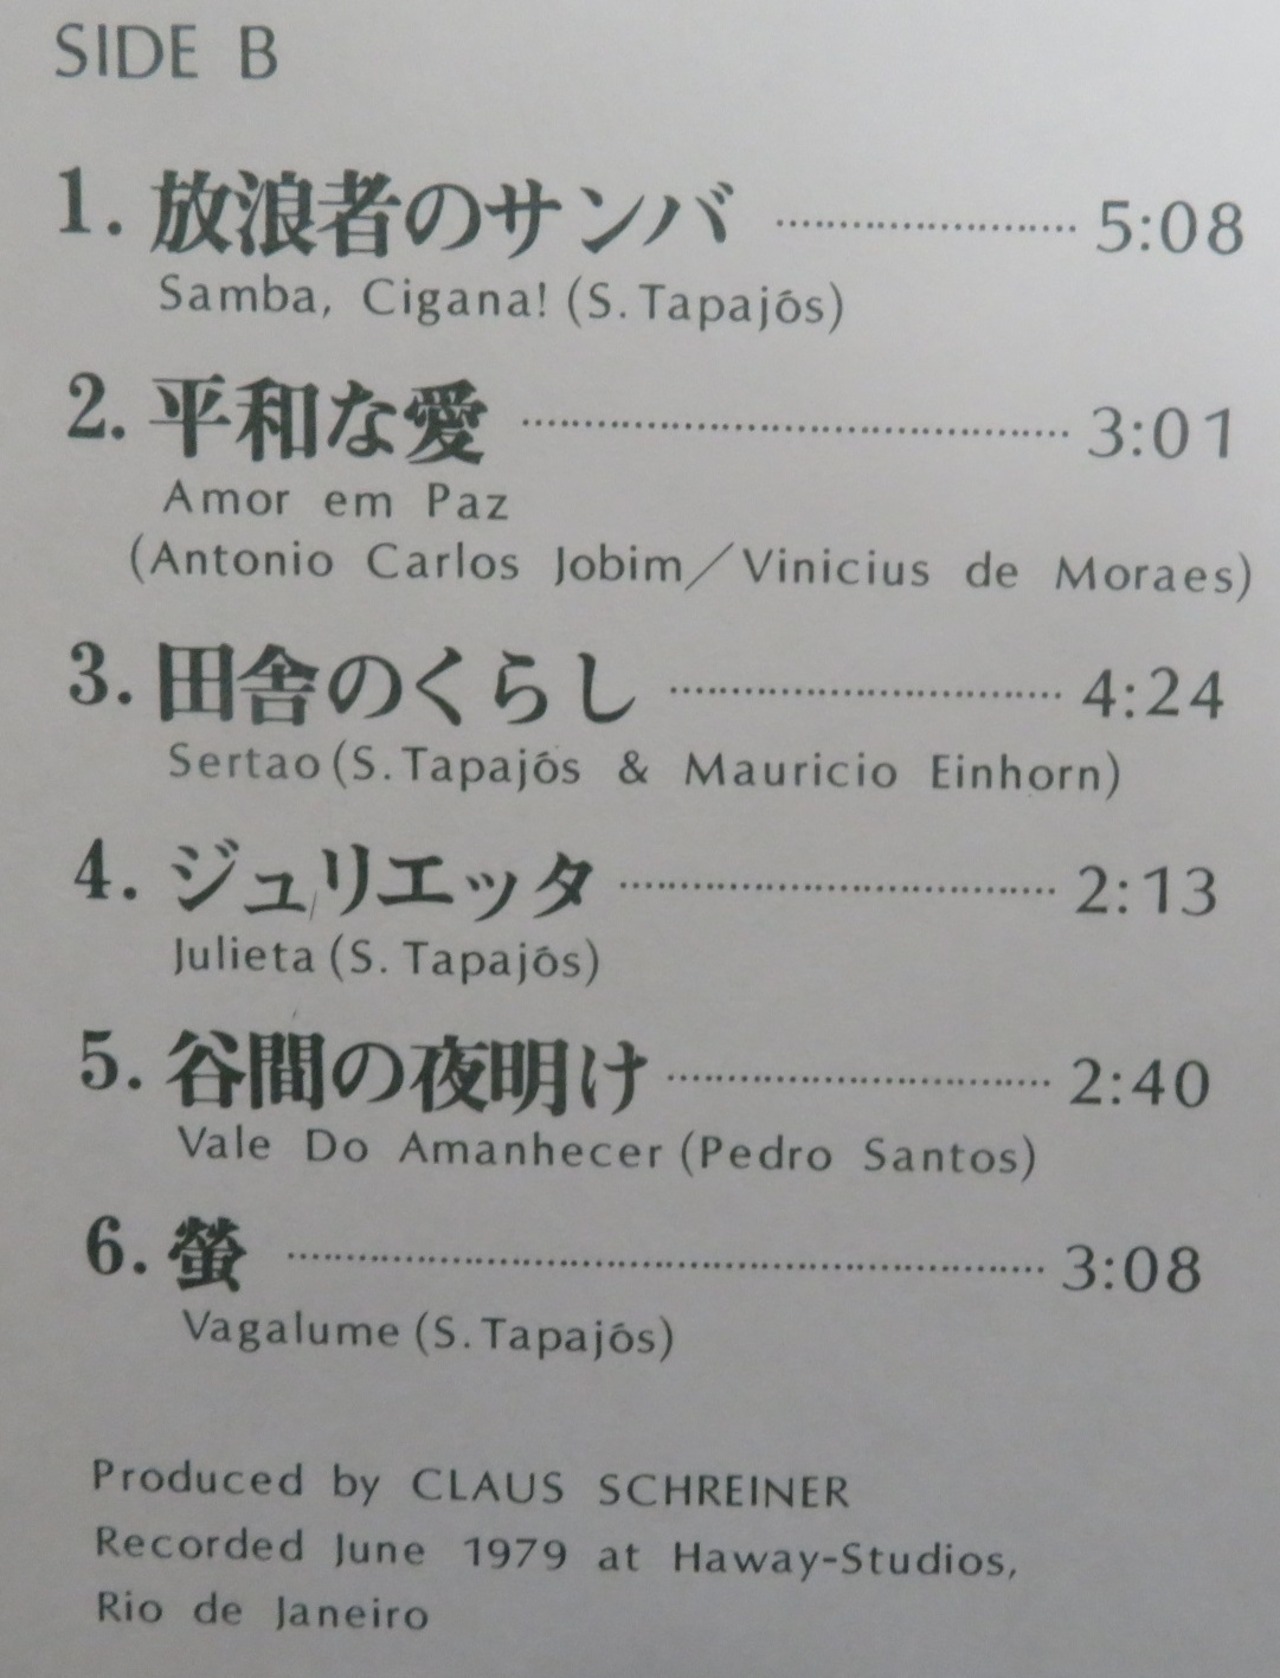 SIDE B
1. 放浪者のサンバ ………………………… 5:08
Samba, Cigana! (S. Tapajós)
2. 平和な愛 ………………………… 3:01
Amor em Paz
(Antonio Carlos Jobim／Vinicius de Moraes)
3. 田舎のくらし ………………………… 4:24
Sertao (S. Tapajós & Mauricio Einhorn)
4. ジュリエッタ ………………………… 2:13
Julieta (S. Tapajós)
5. 谷間の夜明け ………………………… 2:40
Vale Do Amanhecer (Pedro Santos)
6. 螢 ………………………… 3:08
Vagalume (S. Tapajós)
Produced by CLAUS SCHREINER
Recorded June 1979 at Haway-Studios,
Rio de Janeiro